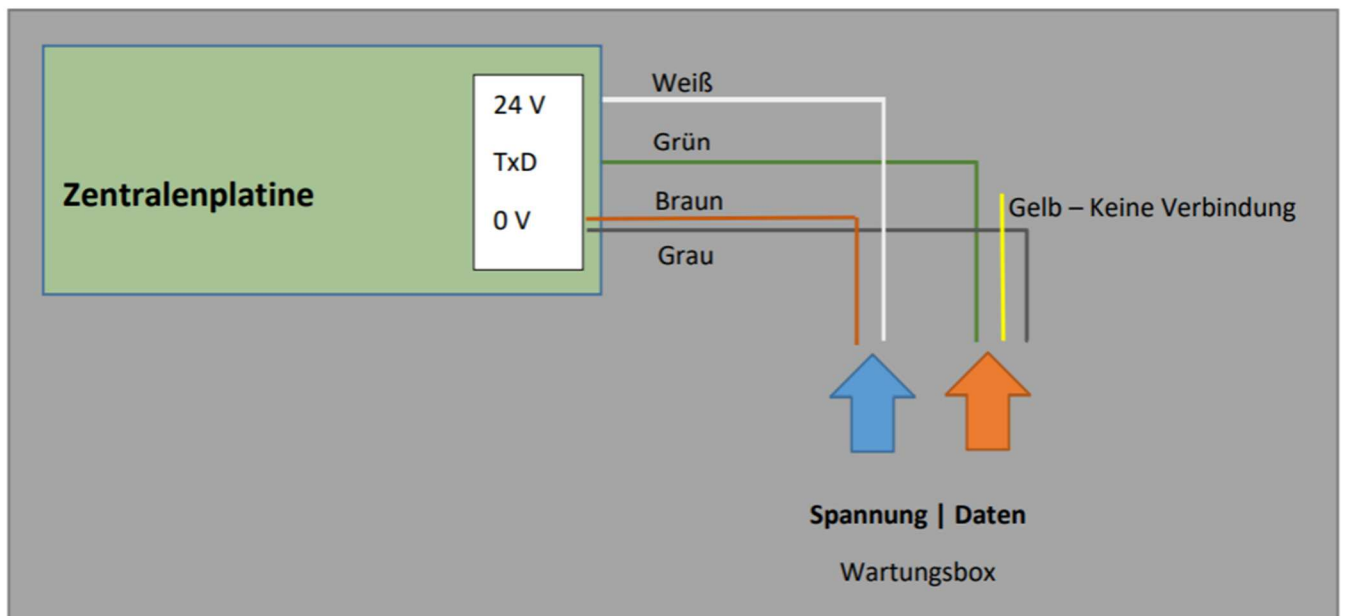 Weiß
24 V
Grün
TxD
Zentralenplatine
Braun
Gelb – Keine Verbindung
0 V
Grau
Spannung | Daten
Wartungsbox